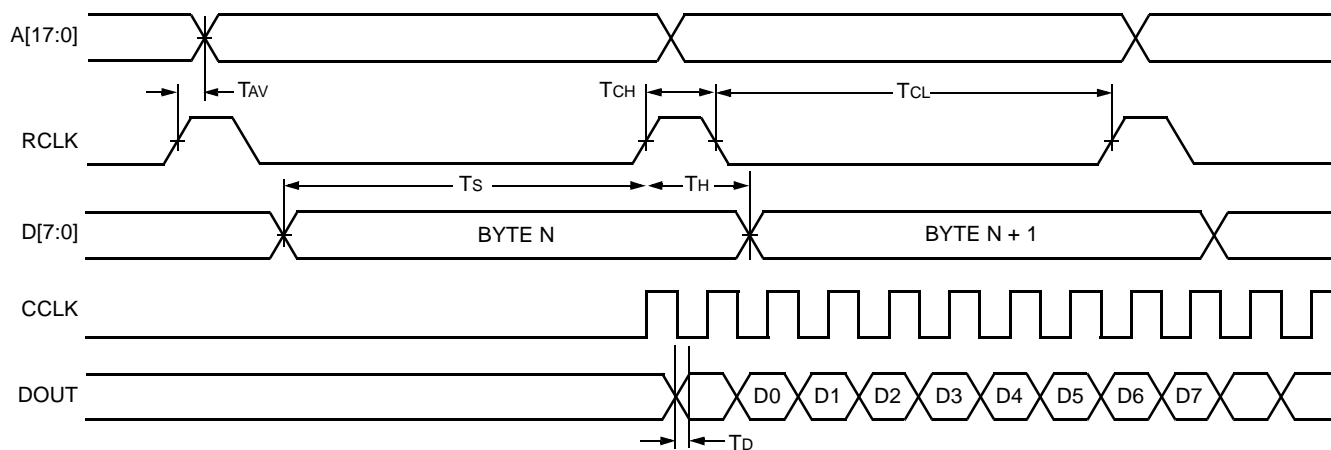 A[17:0]
TAV
TCH
TCL
RCLK
TS
TH
D[7:0]
BYTE N
BYTE N + 1
CCLK
DOUT
D0 D1 D2 D3 D4 D5 D6 D7
TD